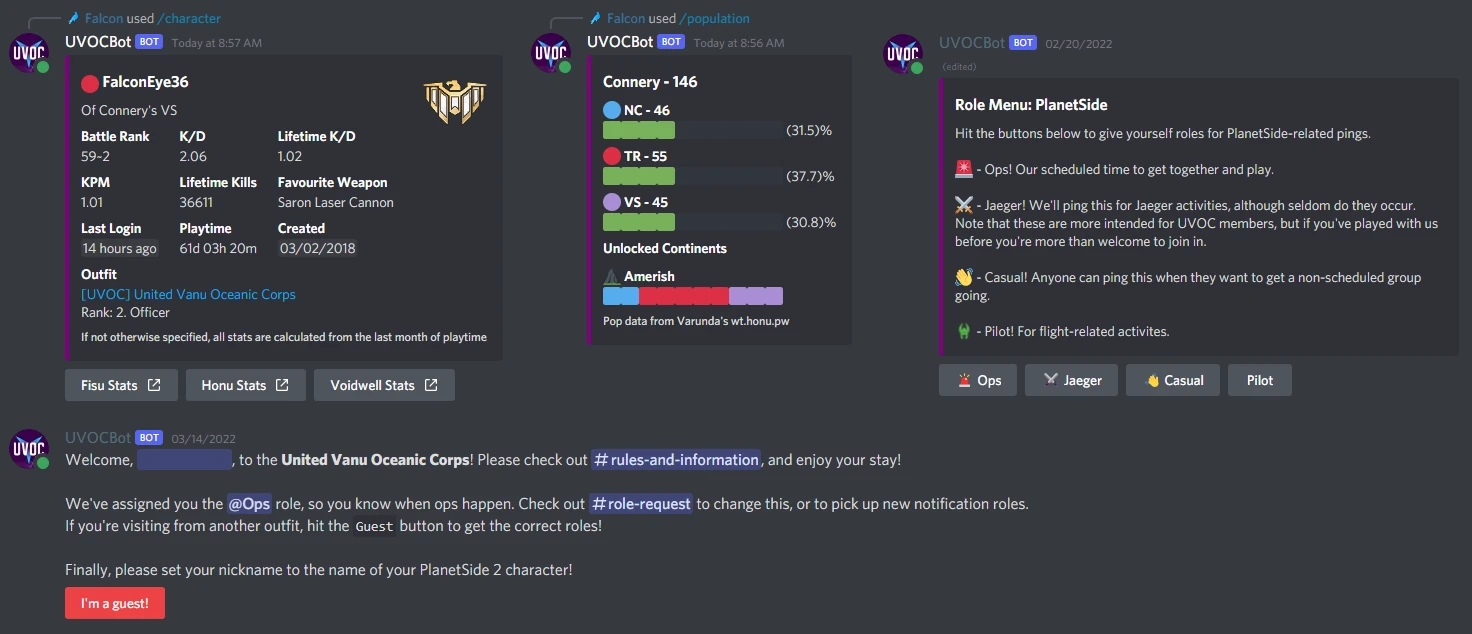 Falcon used /character
UVOC
UVOCBot BOT Today at 8:57 AM
FalconEye36
Of Connery's VS
Battle Rank K/D Lifetime K/D
59-2 2.06 1.02
KPM Lifetime Kills Favourite Weapon
1.01 36611 Saron Laser Cannon
Last Login Playtime Created
14 hours ago 61d 03h 20m 03/02/2018
Outfit
[UVOC] United Vanu Oceanic Corps
Rank: 2. Officer
If not otherwise specified, all stats are calculated from the last month of playtime
Fisu Stats Honu Stats Voidwell Stats
Falcon used /population
UVOC
UVOCBot BOT Today at 8:56 AM
Connery - 146
NC - 46
(31.5)%
TR - 55
(37.7)%
VS - 45
(30.8)%
Unlocked Continents
Amerish
Pop data from Varunda's wt.honu.pw
UVOC
UVOCBot BOT 02/20/2022
(edited)
Role Menu: PlanetSide
Hit the buttons below to give yourself roles for PlanetSide-related pings.
- Ops! Our scheduled time to get together and play.
- Jaeger! We'll ping this for Jaeger activities, although seldom do they occur.
Note that these are more intended for UVOC members, but if you've played with us
before you're more than welcome to join in.
- Casual! Anyone can ping this when they want to get a non-scheduled group
going.
- Pilot! For flight-related activites.
Ops Jaeger Casual Pilot
UVOC
UVOCBot BOT 03/14/2022
Welcome, , to the United Vanu Oceanic Corps! Please check out #rules-and-information, and enjoy your stay!
We've assigned you the @Ops role, so you know when ops happen. Check out #role-request to change this, or to pick up new notification roles.
If you're visiting from another outfit, hit the Guest button to get the correct roles!
Finally, please set your nickname to the name of your PlanetSide 2 character!
I'm a guest!